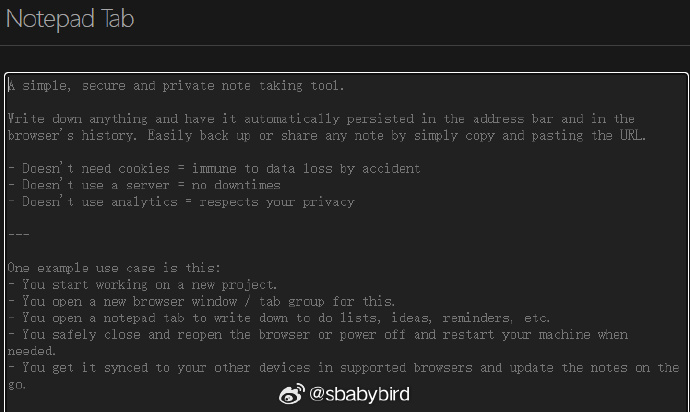 Notepad Tab
A simple, secure and private note taking tool.
Write down anything and have it automatically persisted in the address bar and in the
browser's history. Easily back up or share any note by simply copy and pasting the URL.
- Doesn't need cookies = immune to data loss by accident
- Doesn't use a server = no downtimes
- Doesn't use analytics = respects your privacy
---
One example use case is this:
- You start working on a new project.
- You open a new browser window / tab group for this.
- You open a notepad tab to write down to do lists, ideas, reminders, etc.
- You safely close and reopen the browser or power off and restart your machine when
needed.
- You get it synced to your other devices in supported browsers and update the notes on the
go.
@sbabybird